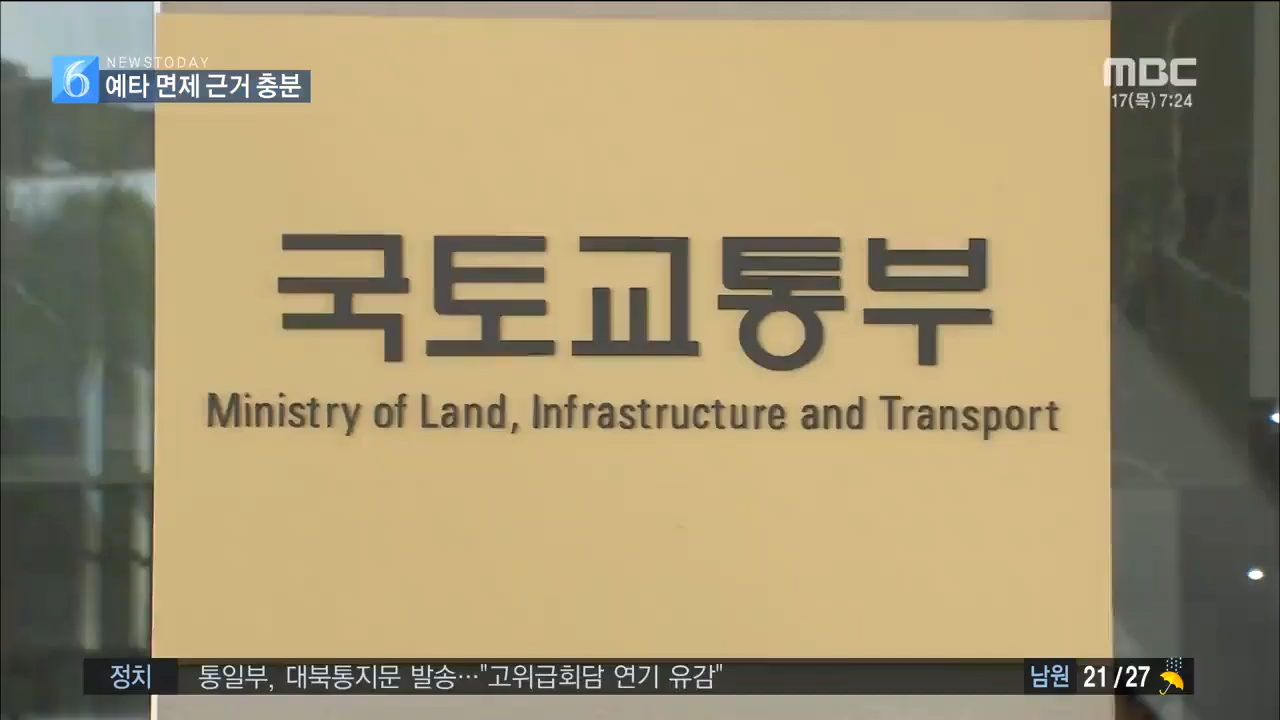 NEWSTODAY
6 예타 면제 근거 충분
MBC
17(목) 7:24
국토교통부
Ministry of Land, Infrastructure and Transport
정치 통일부, 대북통지문 발송…"고위급회담 연기 유감"
남원 21/27